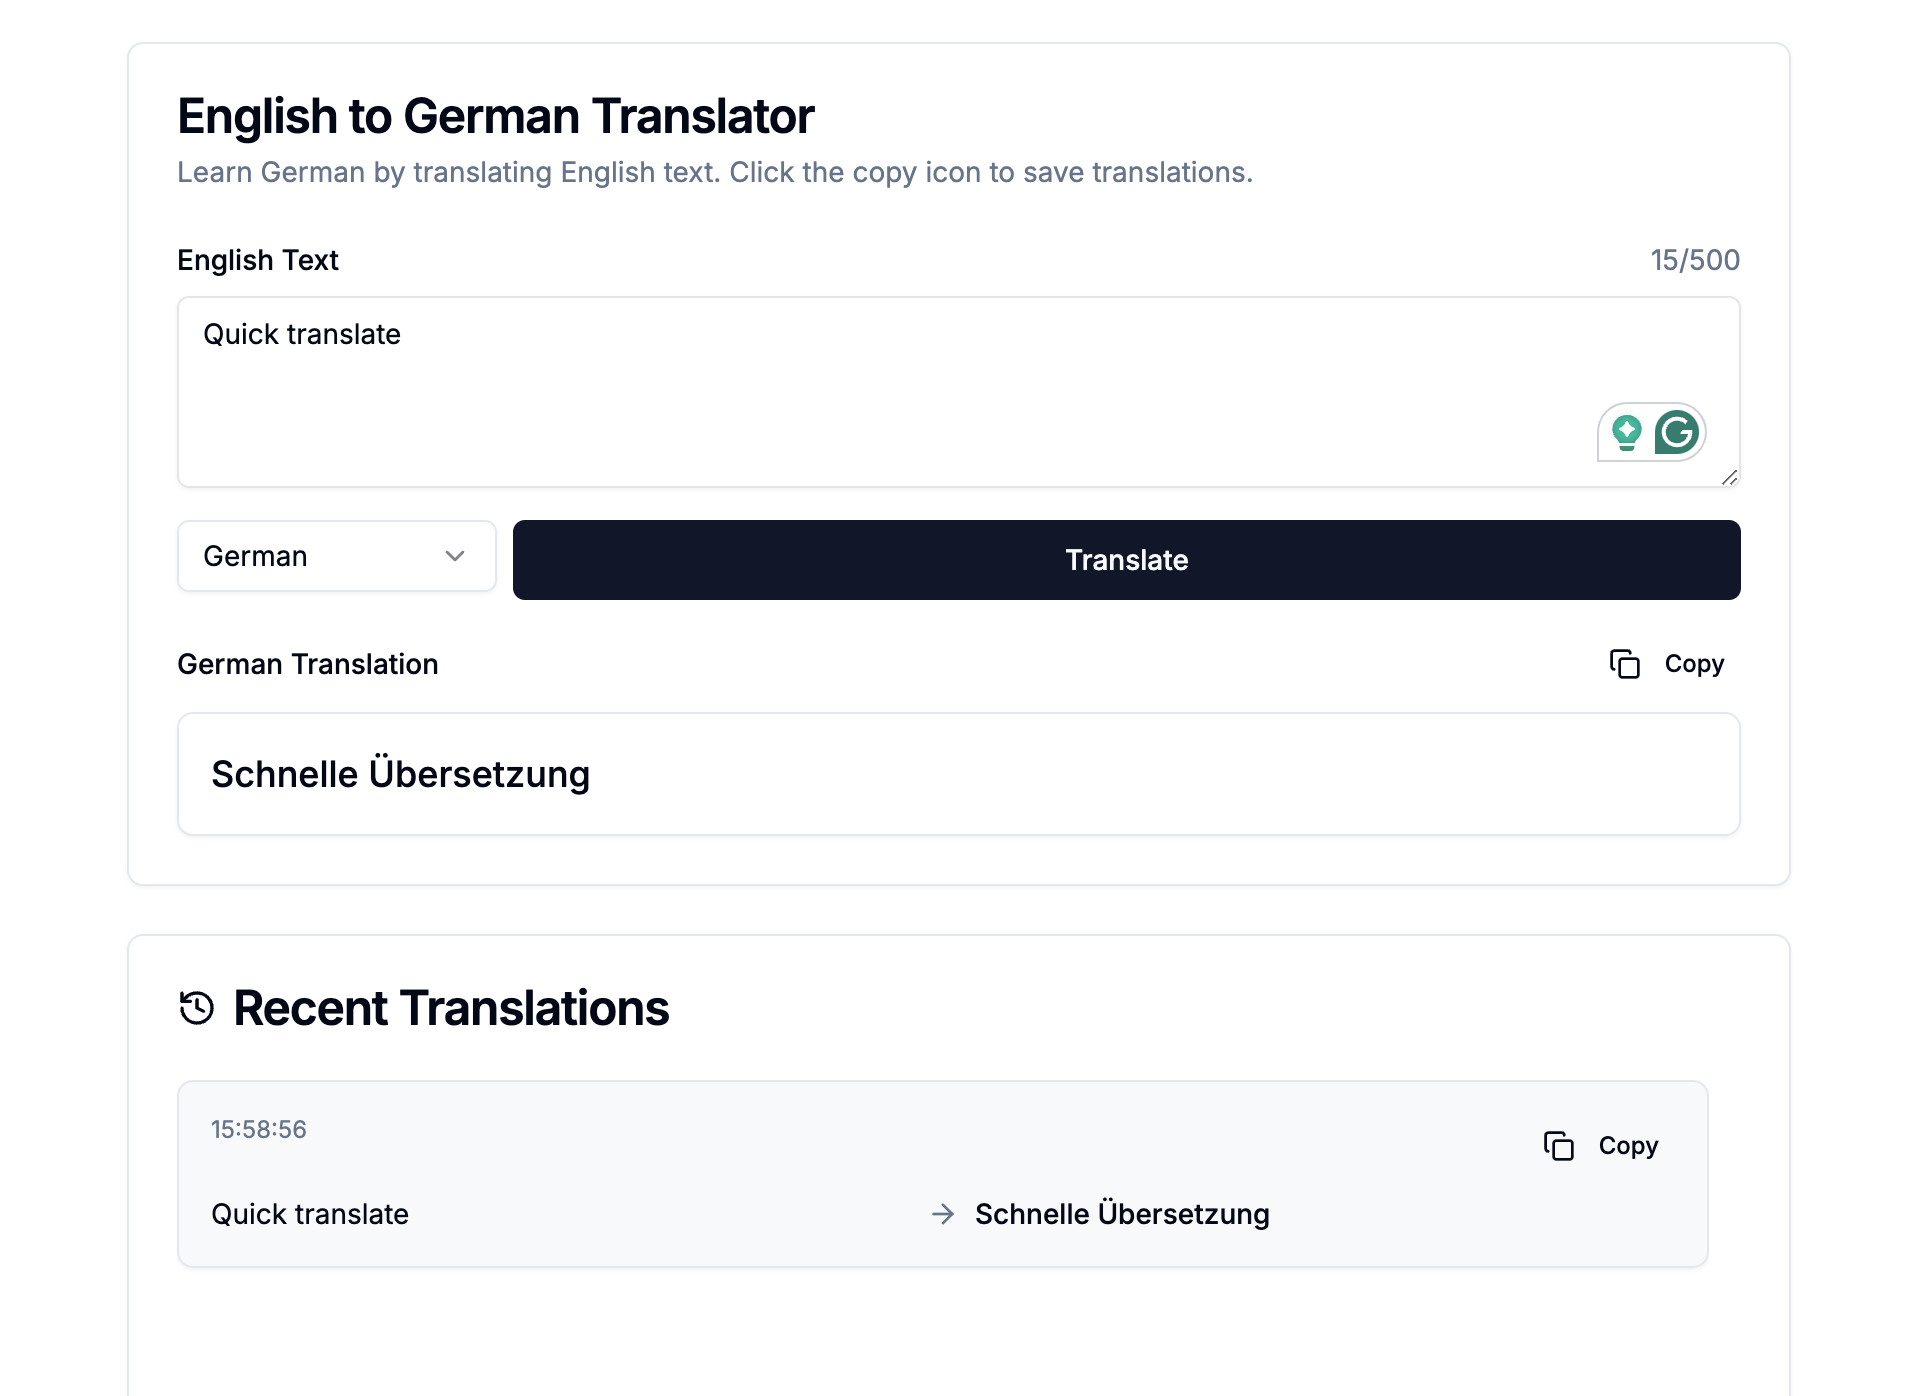 English to German Translator
Learn German by translating English text. Click the copy icon to save translations.
English Text
15/500
Quick translate
German
Translate
German Translation
Copy
Schnelle Übersetzung
Recent Translations
15:58:56
Copy
Quick translate
→ Schnelle Übersetzung